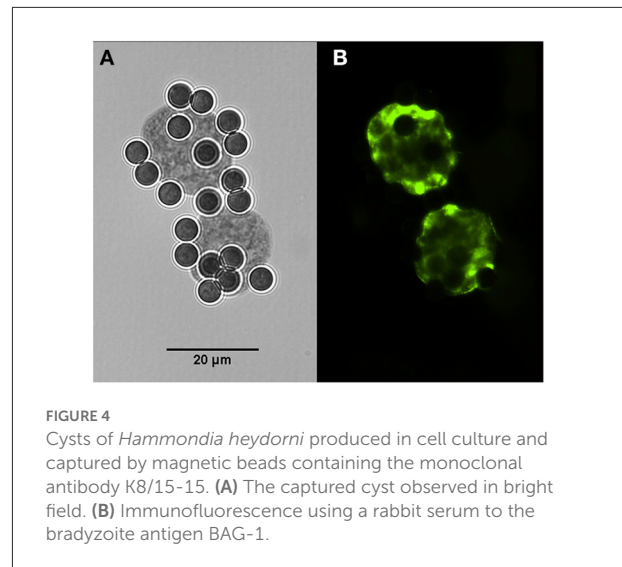 A
B
20 µm
FIGURE 4
Cysts of Hammondia heydorni produced in cell culture and
captured by magnetic beads containing the monoclonal
antibody K8/15-15. (A) The captured cyst observed in bright
field. (B) Immunofluorescence using a rabbit serum to the
bradyzoite antigen BAG-1.